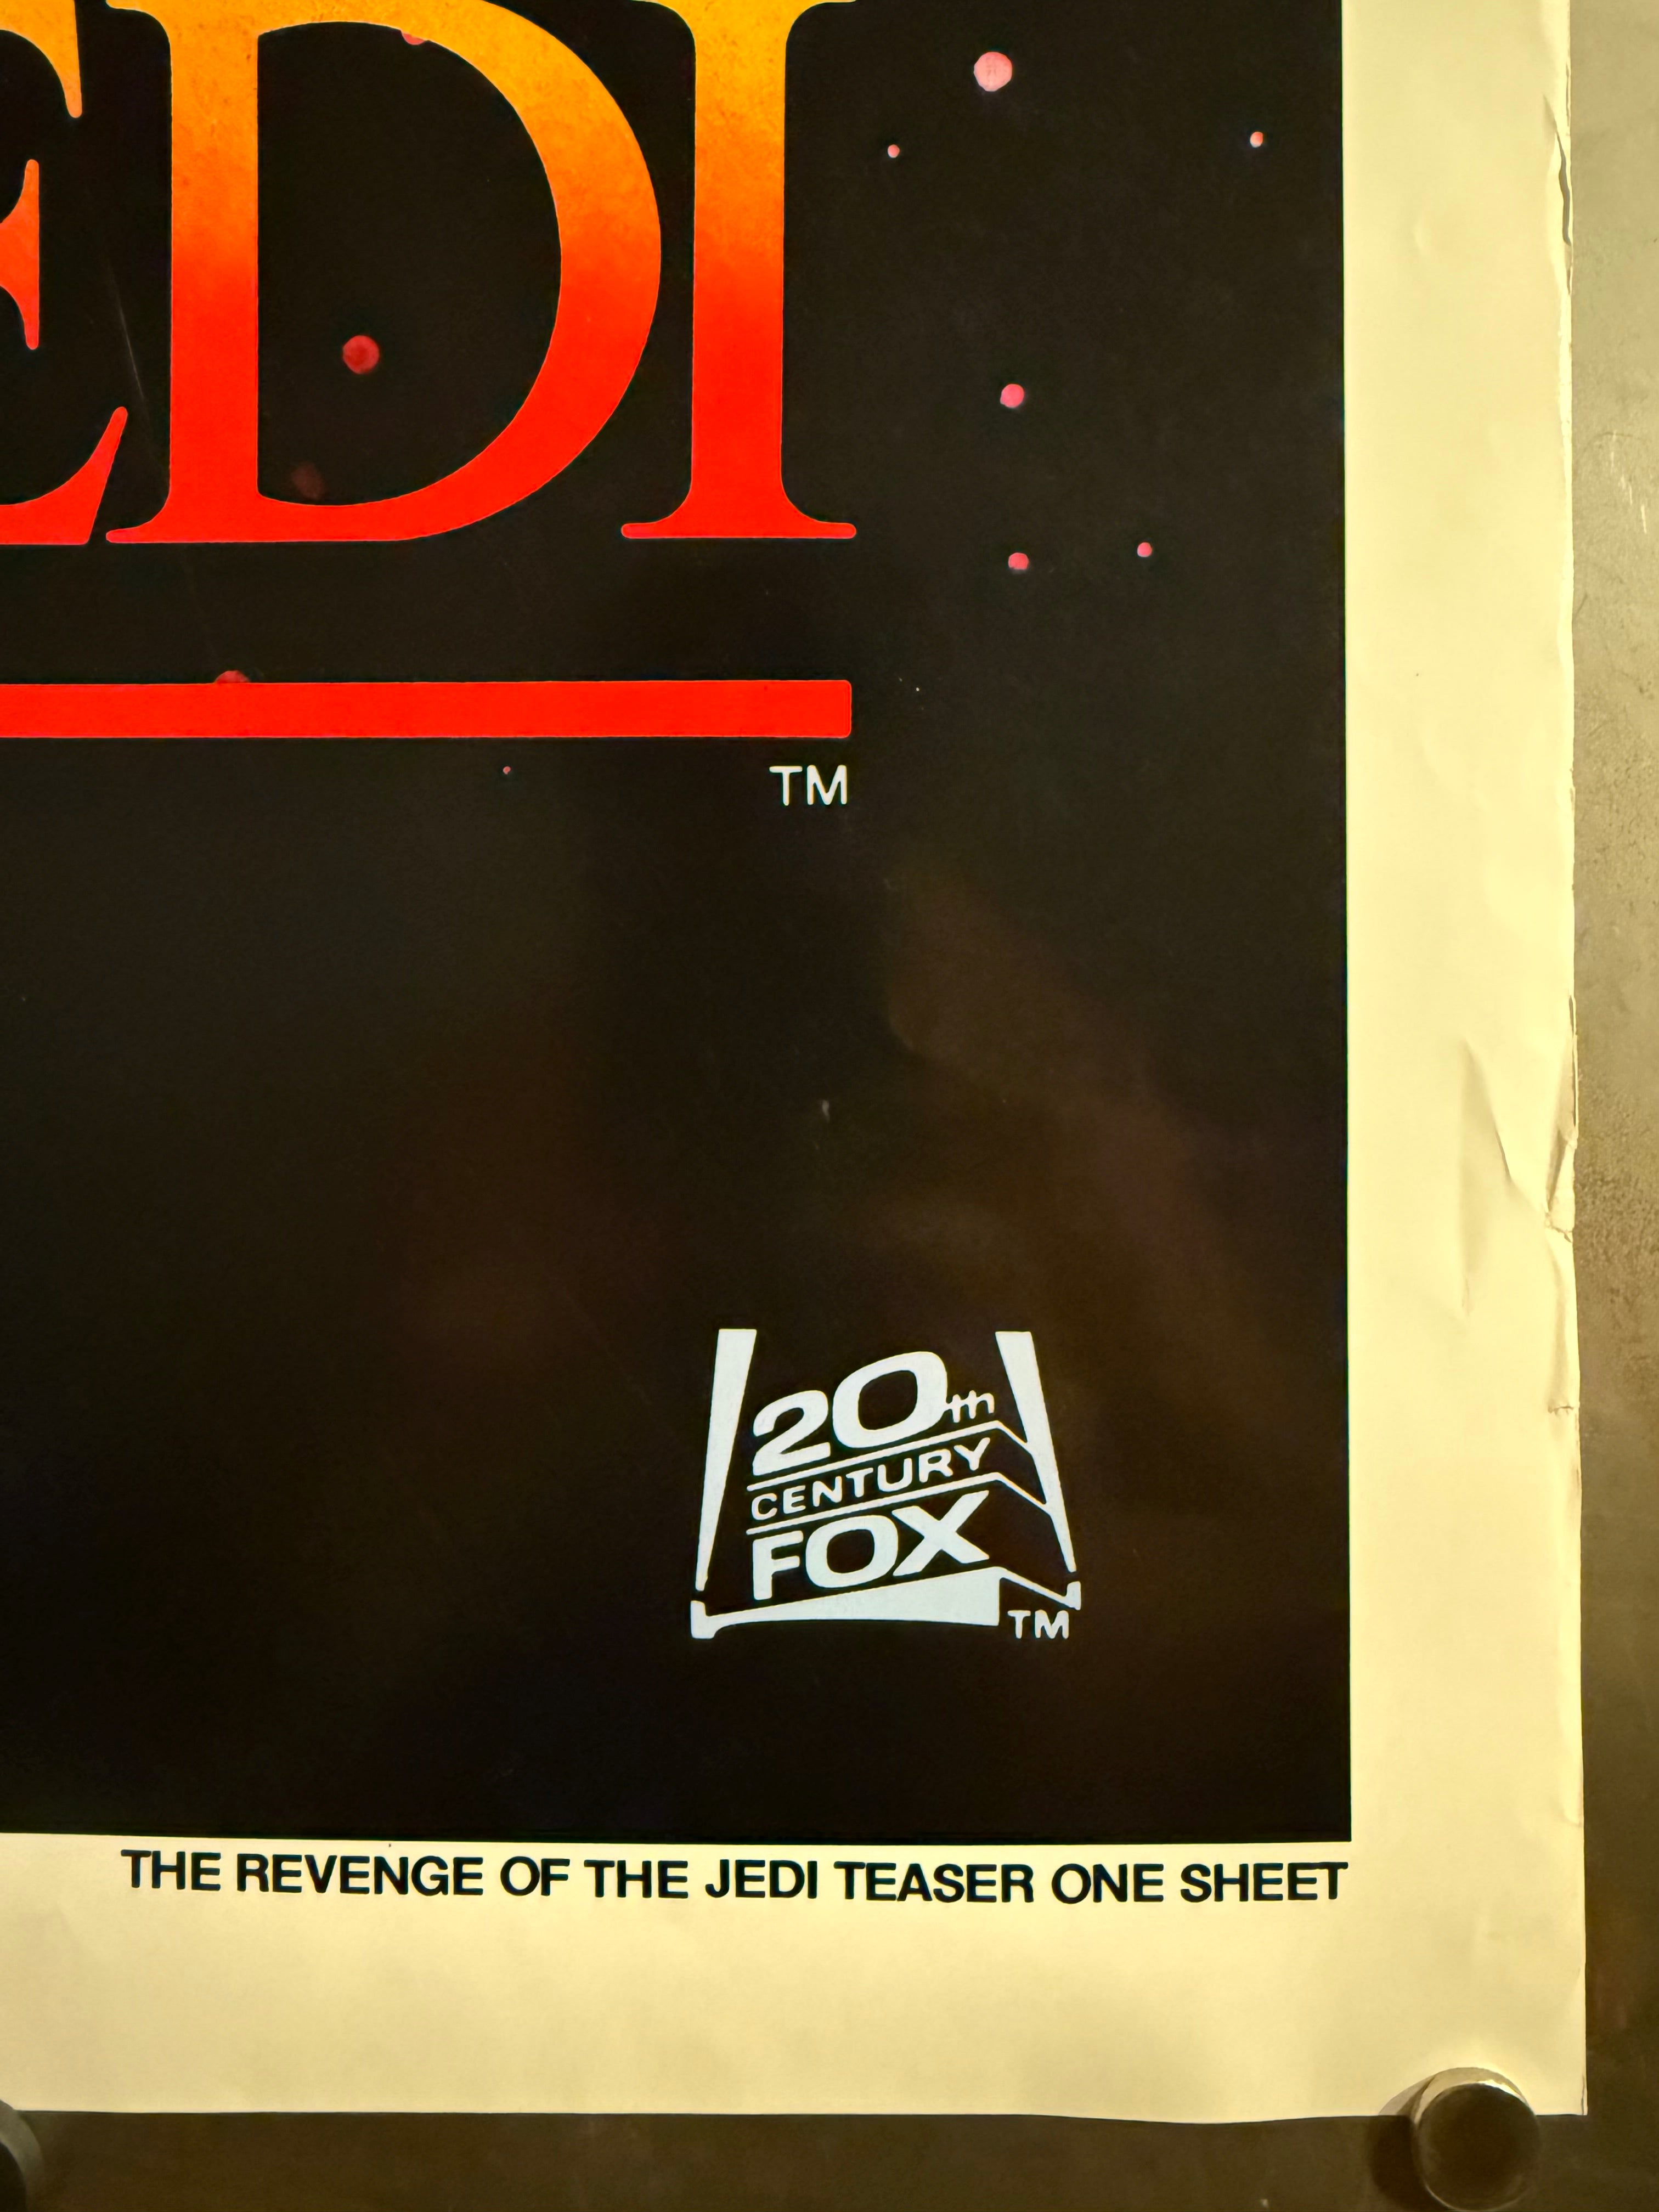 EDI
TM
20th
CENTURY
FOX
TM
THE REVENGE OF THE JEDI TEASER ONE SHEET